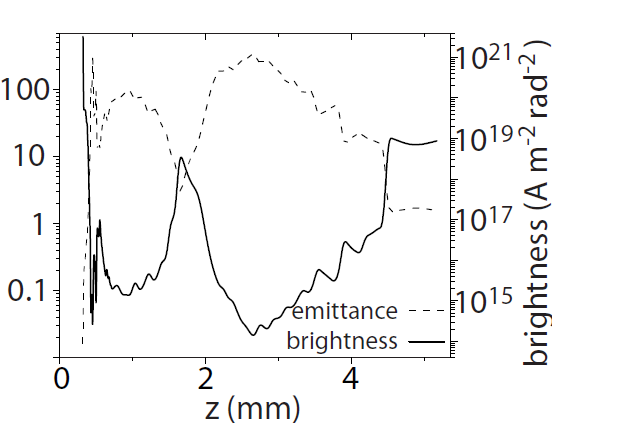 100
10
1
0.1
10²¹
10¹⁹
10¹⁷
10¹⁵
brightness (A m⁻² rad⁻²)
emittance
brightness
0
2
4
z (mm)